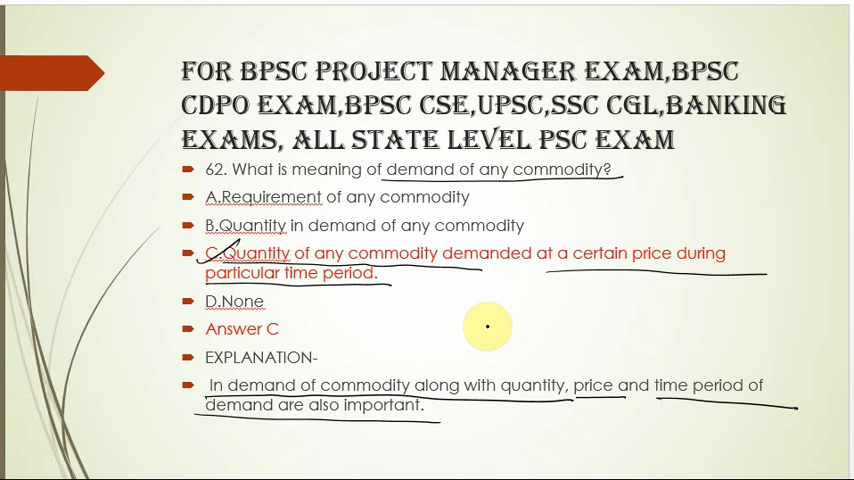 FOR BPSC PROJECT MANAGER EXAM,BPSC
CDPO EXAM,BPSC CSE,UPSC,SSC CGL,BANKING
EXAMS, ALL STATE LEVEL PSC EXAM
62. What is meaning of demand of any commodity?
A.Requirement of any commodity
B.Quantity in demand of any commodity
C.Quantity of any commodity demanded at a certain price during
particular time period.
D.None
Answer C
EXPLANATION-
In demand of commodity along with quantity, price and time period of
demand are also important.